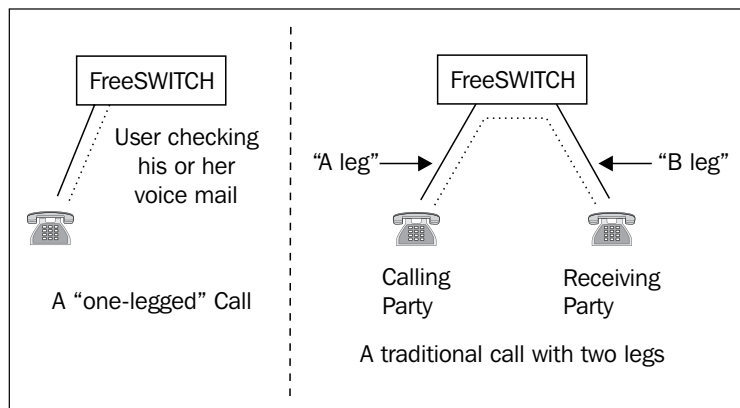 FreeSWITCH
User checking
his or her
voice mail
A “one-legged” Call
FreeSWITCH
“A leg”
“B leg”
Calling
Party
Receiving
Party
A traditional call with two legs